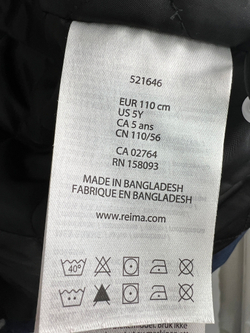 521646
EUR 110 cm
US 5Y
CA 5 ans
CN 110/56
CA 02764
RN 158093
MADE IN BANGLADESH
FABRIQUE EN BANGLADESH
www.reima.com
40°